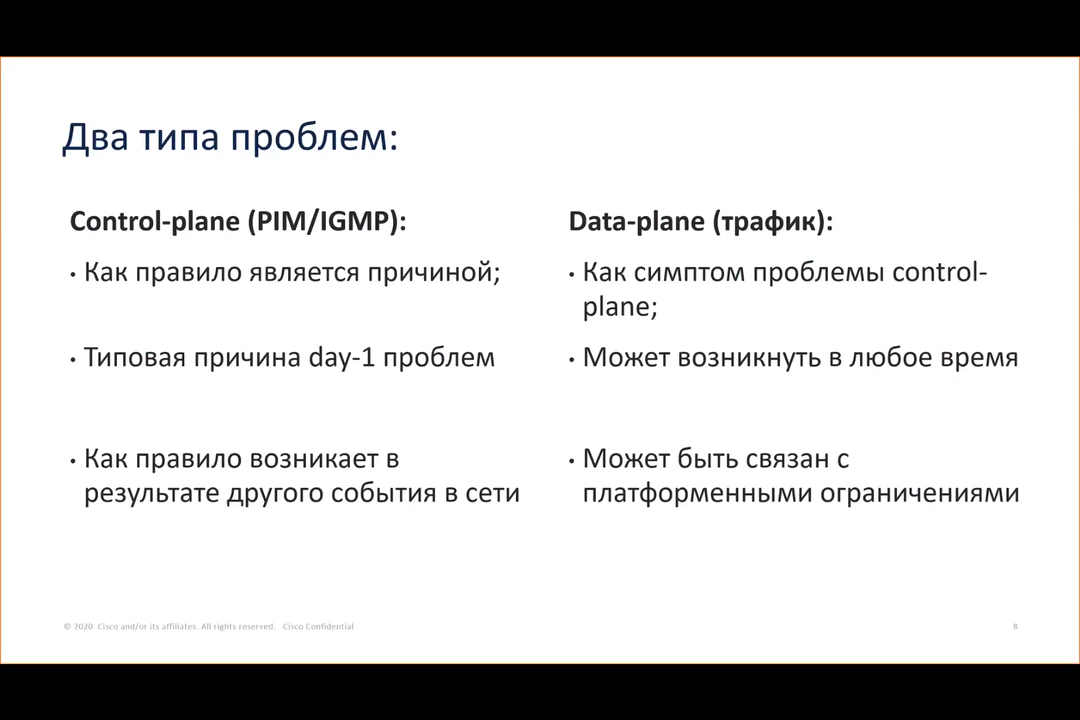 Два типа проблем:
Control-plane (PIM/IGMP):
• Как правило является причиной;
• Типовая причина day-1 проблем
• Как правило возникает в
результате другого события в сети
Data-plane (трафик):
• Как симптом проблемы control-
plane;
• Может возникнуть в любое время
• Может быть связан с
платформенными ограничениями
© 2020 Cisco and/or its affiliates. All rights reserved. Cisco Confidential
8